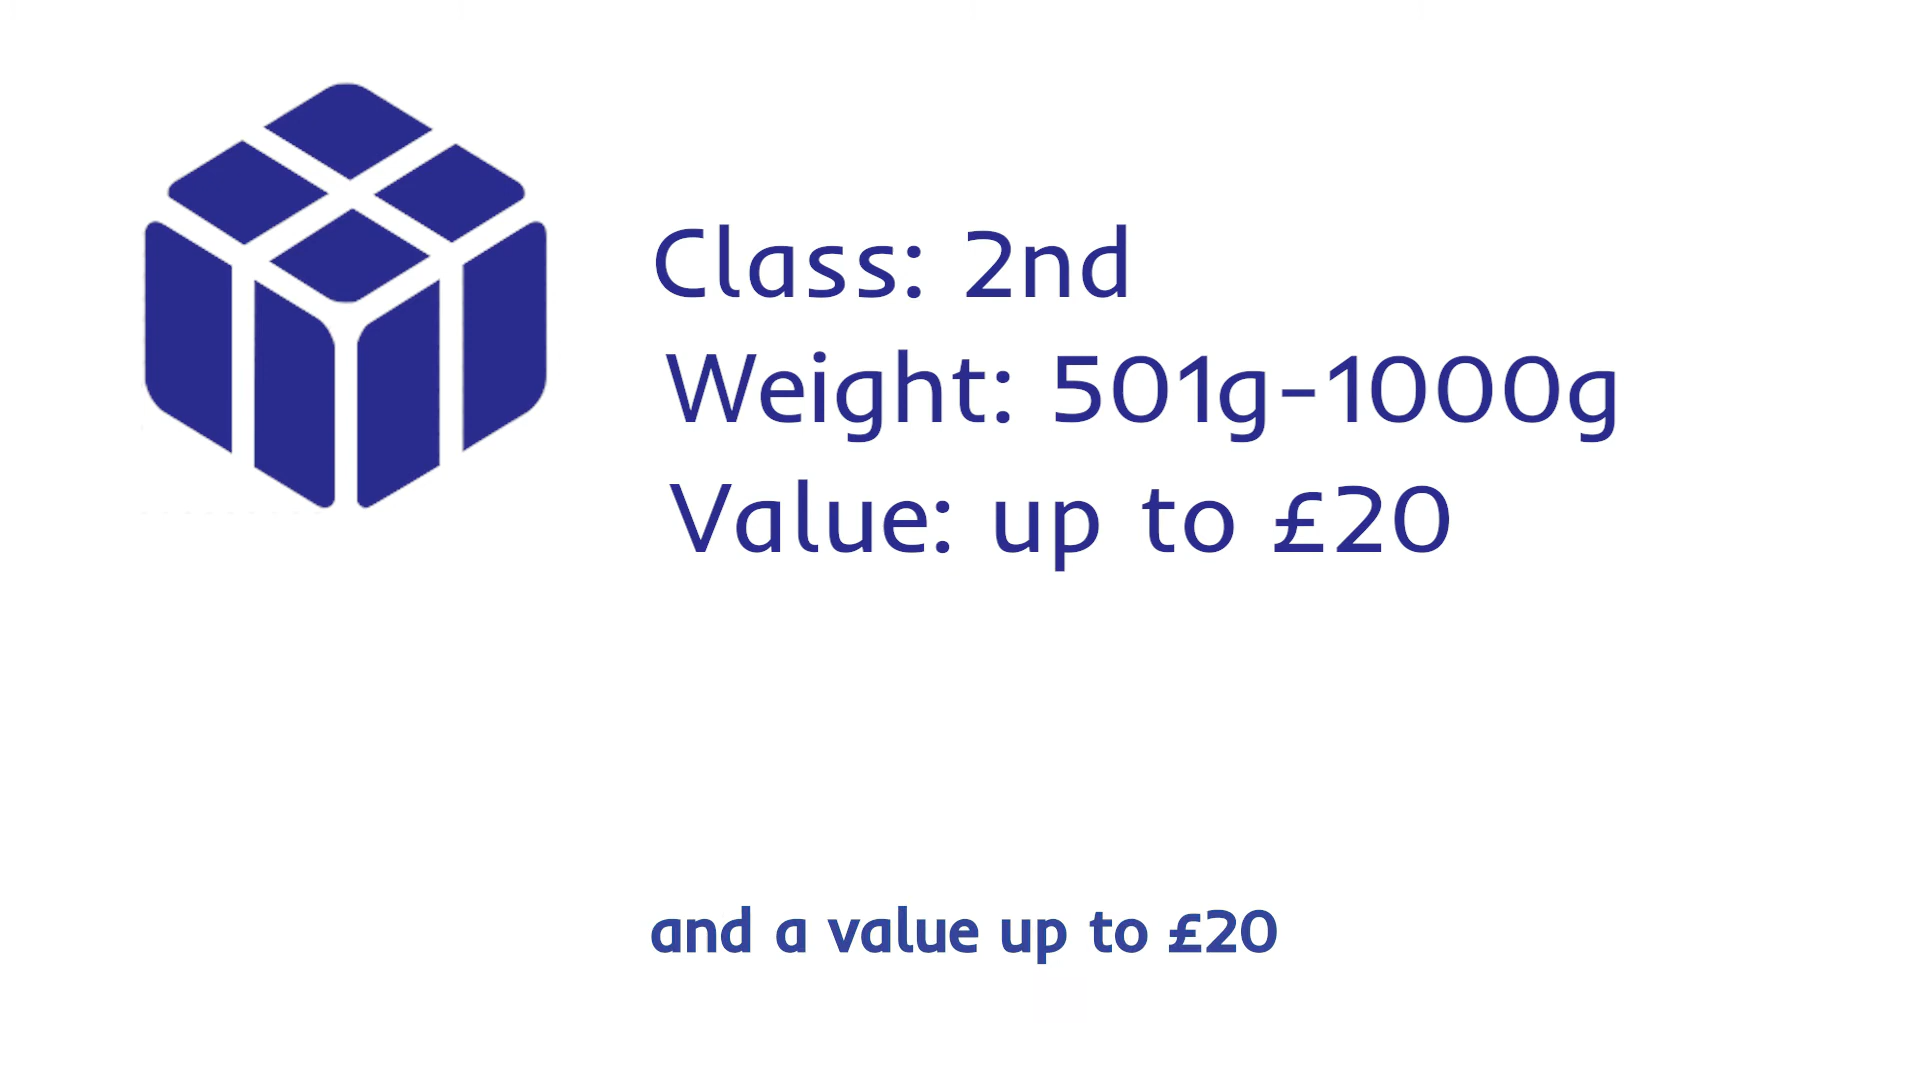 Class: 2nd
Weight: 501g-1000g
Value: up to £20
and a value up to £20